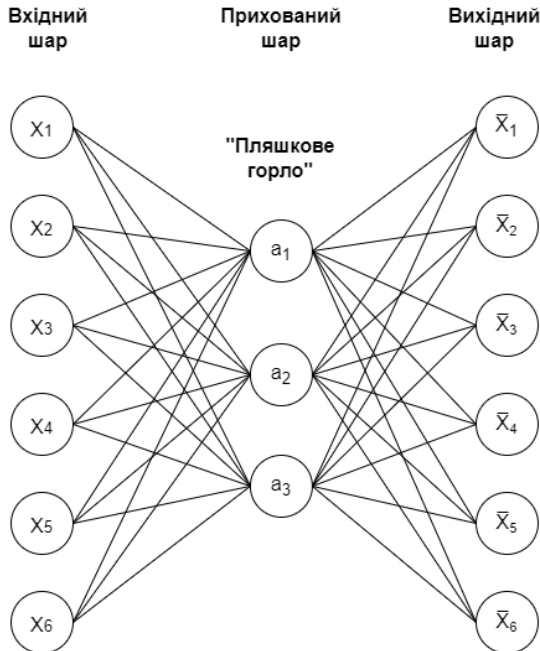 Вхідний
шар
Прихований
шар
Вихідний
шар
"Пляшкове
горло"
X1
X2
X3
X4
X5
X6
a1
a2
a3
X̅1
X̅2
X̅3
X̅4
X̅5
X̅6